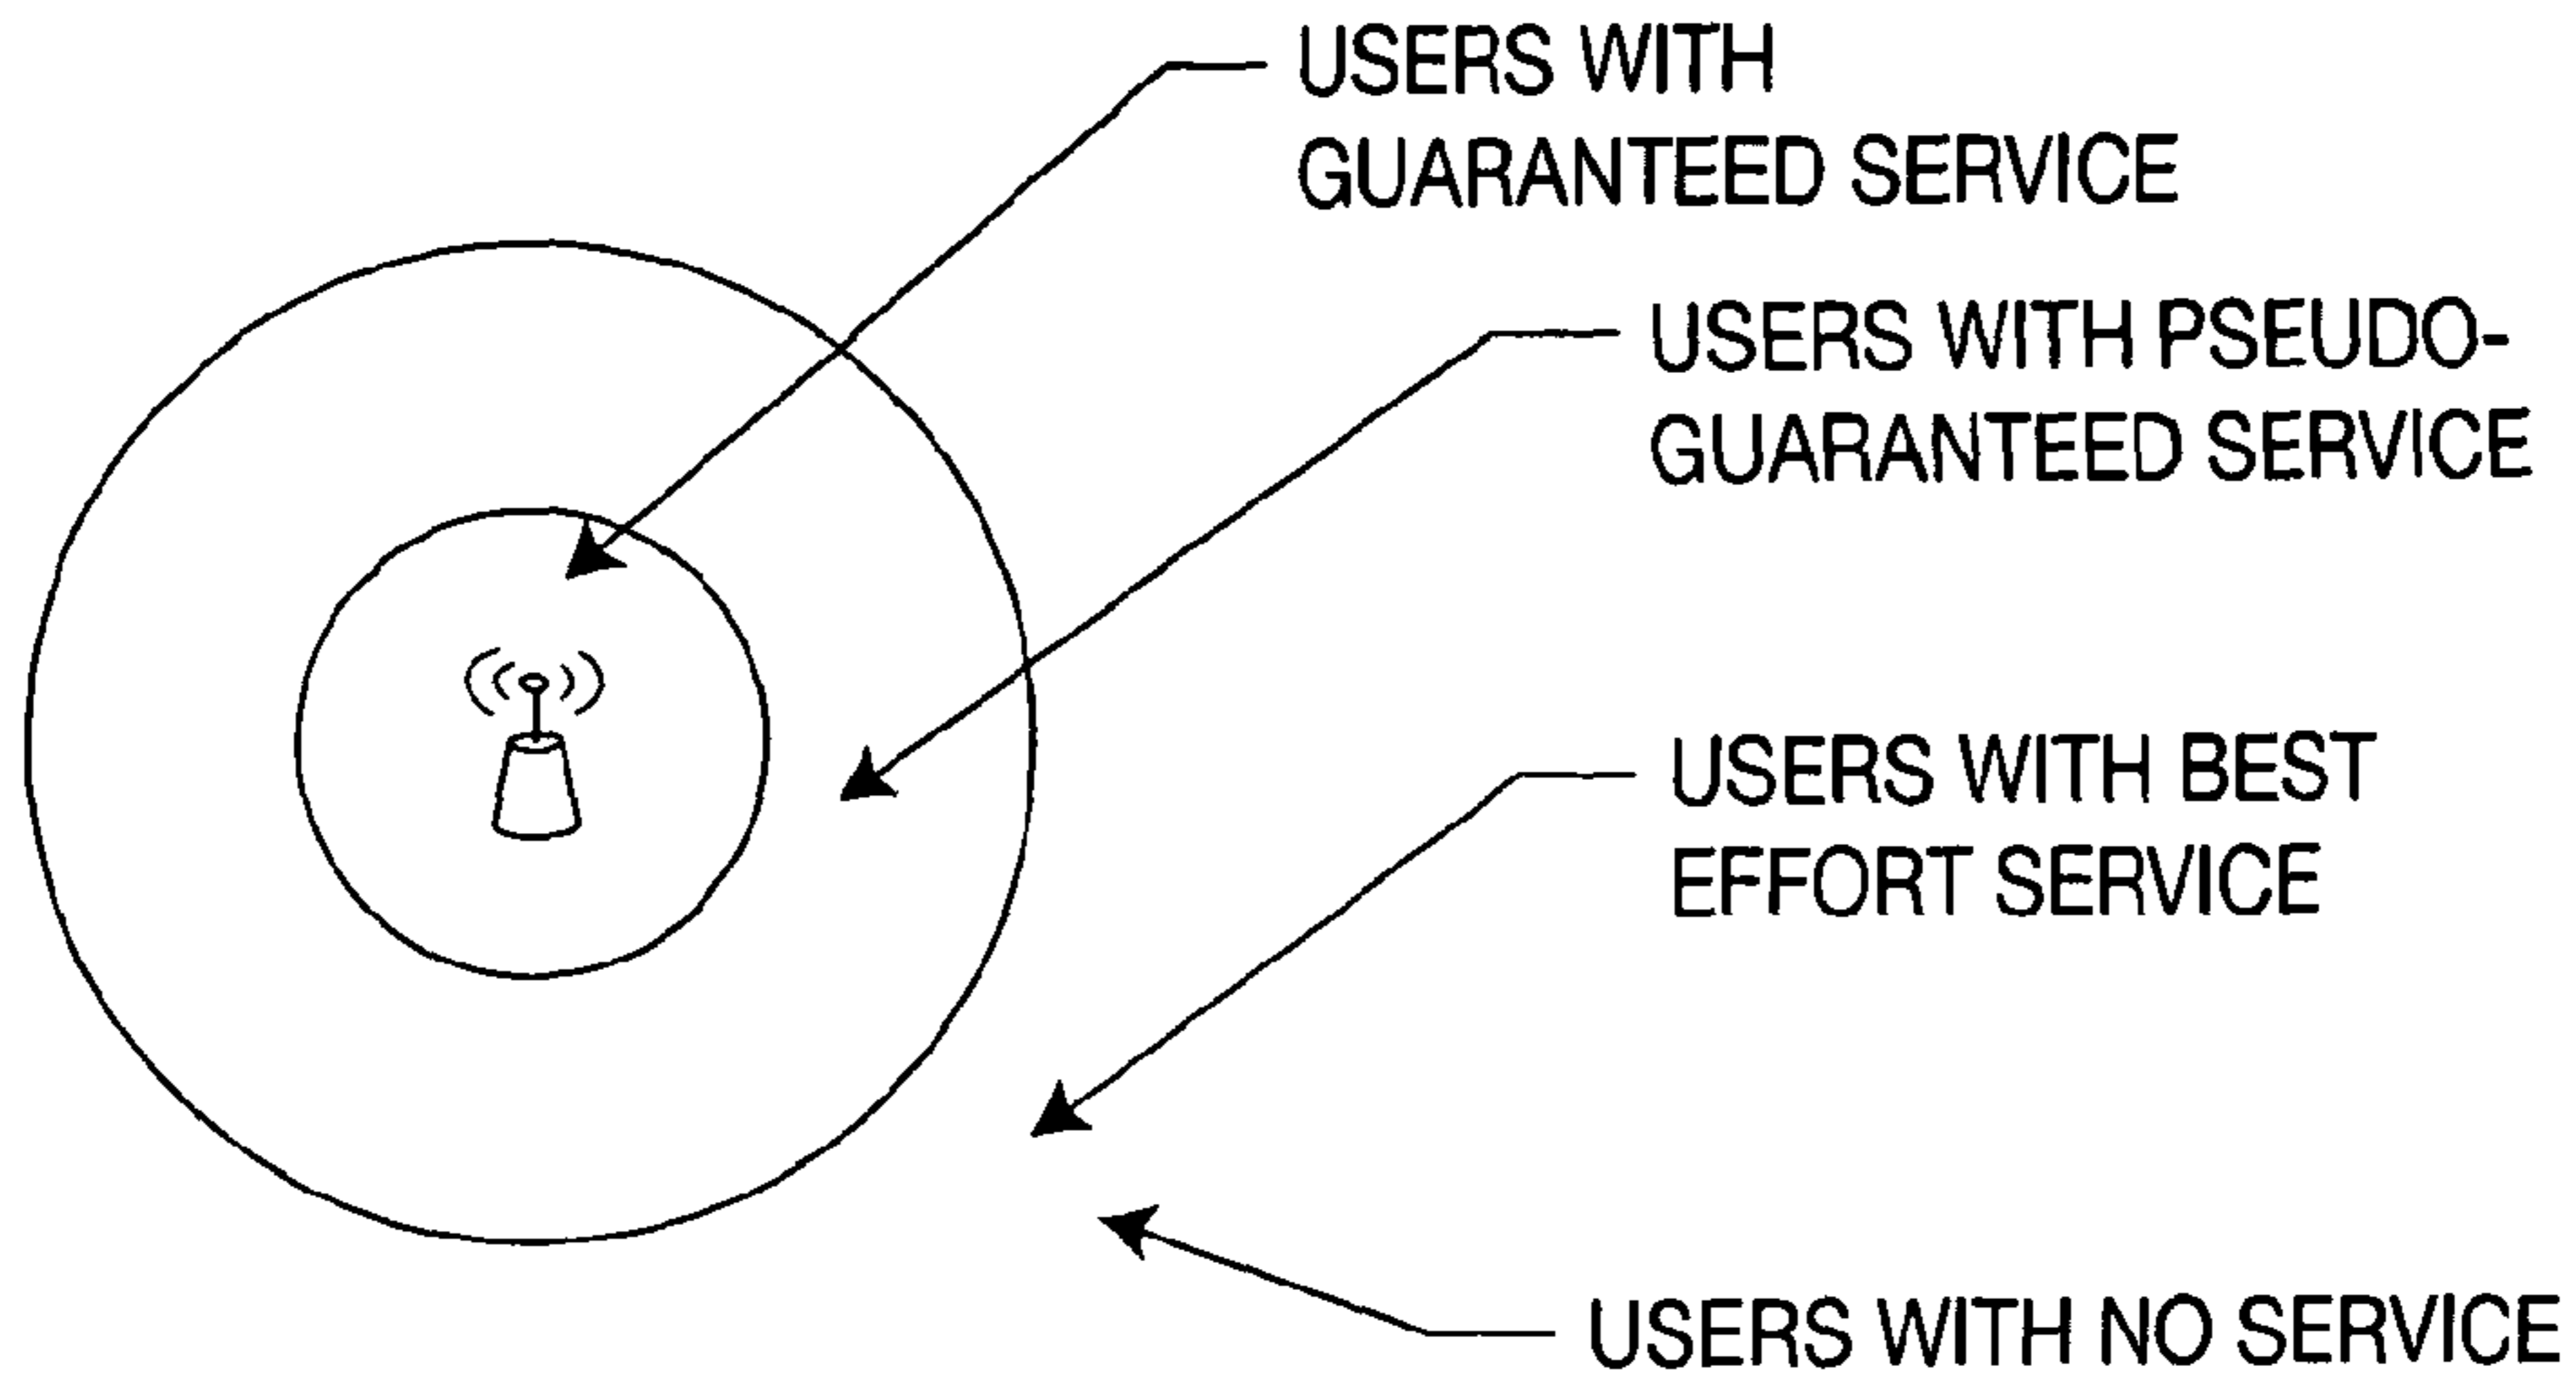 USERS WITH
GUARANTEED SERVICE
USERS WITH PSEUDO-
GUARANTEED SERVICE
USERS WITH BEST
EFFORT SERVICE
USERS WITH NO SERVICE